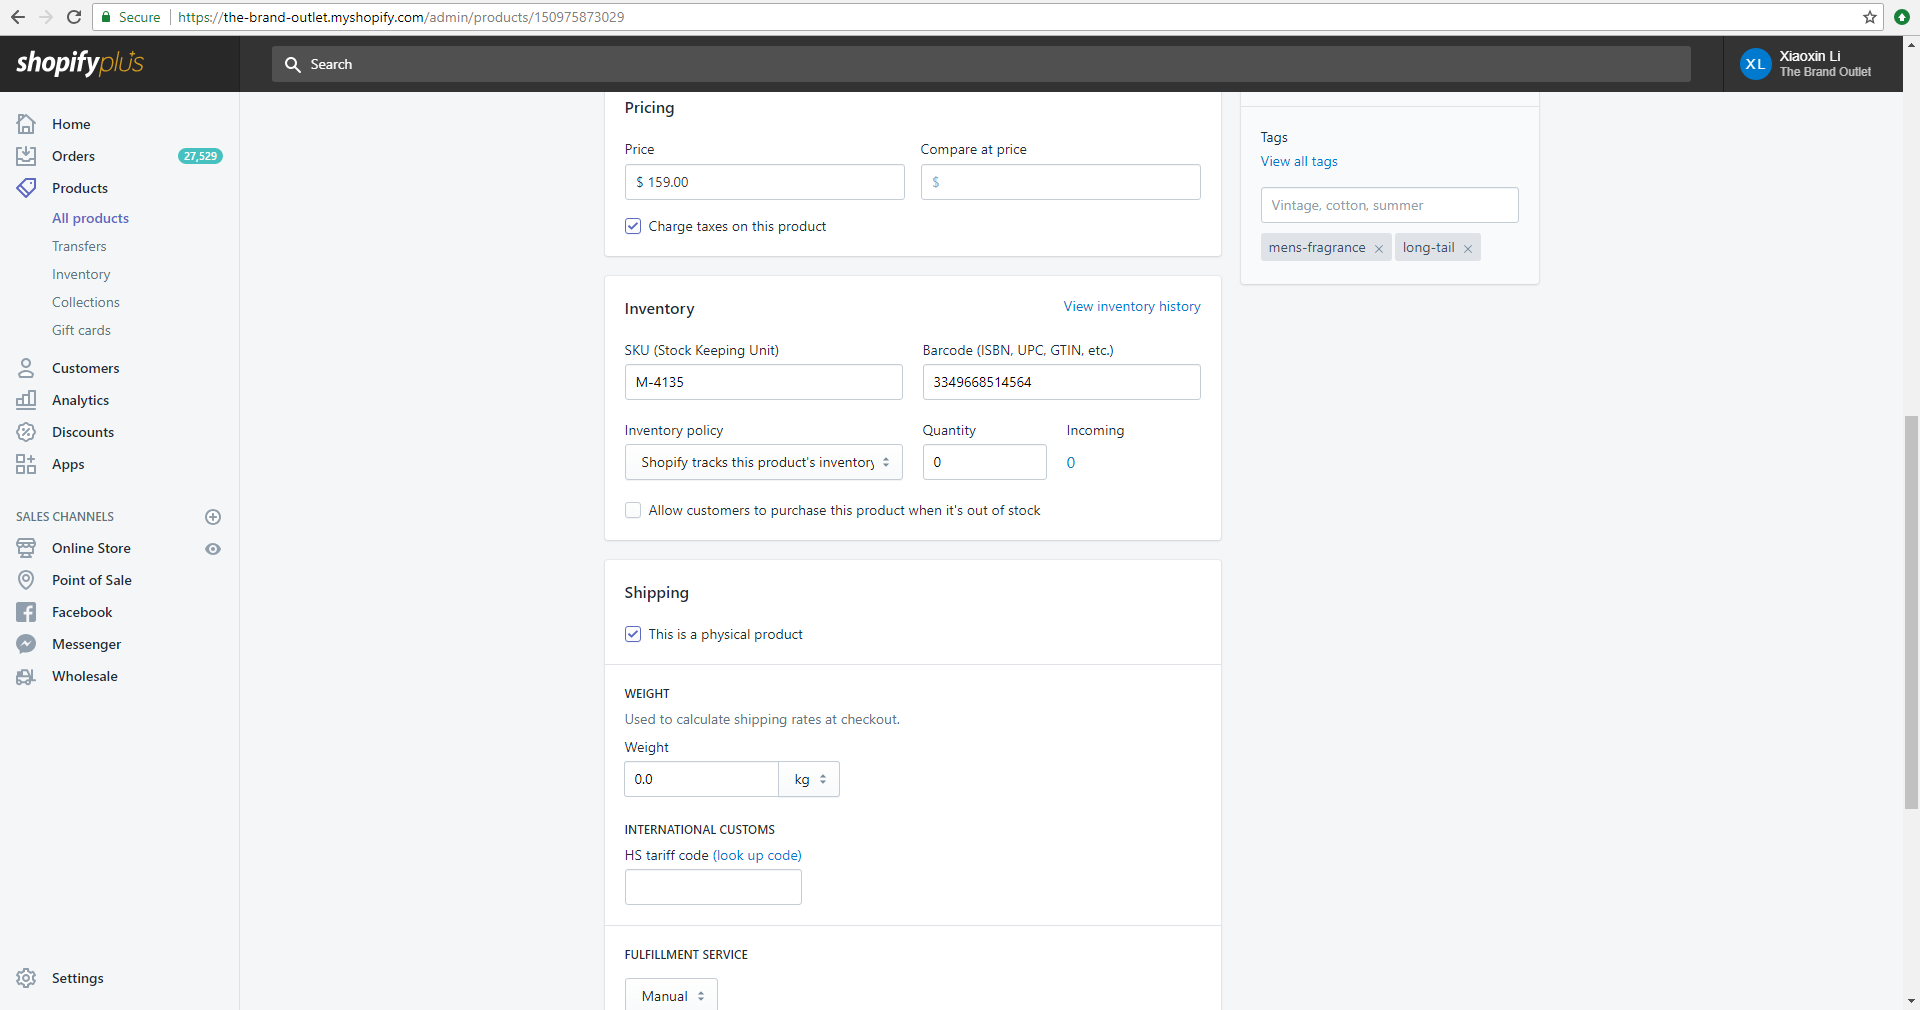 Secure https://the-brand-outlet.myshopify.com/admin/products/150975873029
shopifyplus
Search
XL
Xiaoxin Li
The Brand Outlet
Home
Orders 27,529
Products
All products
Transfers
Inventory
Collections
Gift cards
Customers
Analytics
Discounts
Apps
SALES CHANNELS
Online Store
Point of Sale
Facebook
Messenger
Wholesale
Settings
Pricing
Price Compare at price
$ 159.00 $
Charge taxes on this product
Inventory View inventory history
SKU (Stock Keeping Unit) Barcode (ISBN, UPC, GTIN, etc.)
M-4135 3349668514564
Inventory policy Quantity Incoming
Shopify tracks this product's inventory 0 0
Allow customers to purchase this product when it's out of stock
Shipping
This is a physical product
WEIGHT
Used to calculate shipping rates at checkout.
Weight
0.0 kg
INTERNATIONAL CUSTOMS
HS tariff code (look up code)
FULFILLMENT SERVICE
Manual
Tags
View all tags
Vintage, cotton, summer
mens-fragrance × long-tail ×